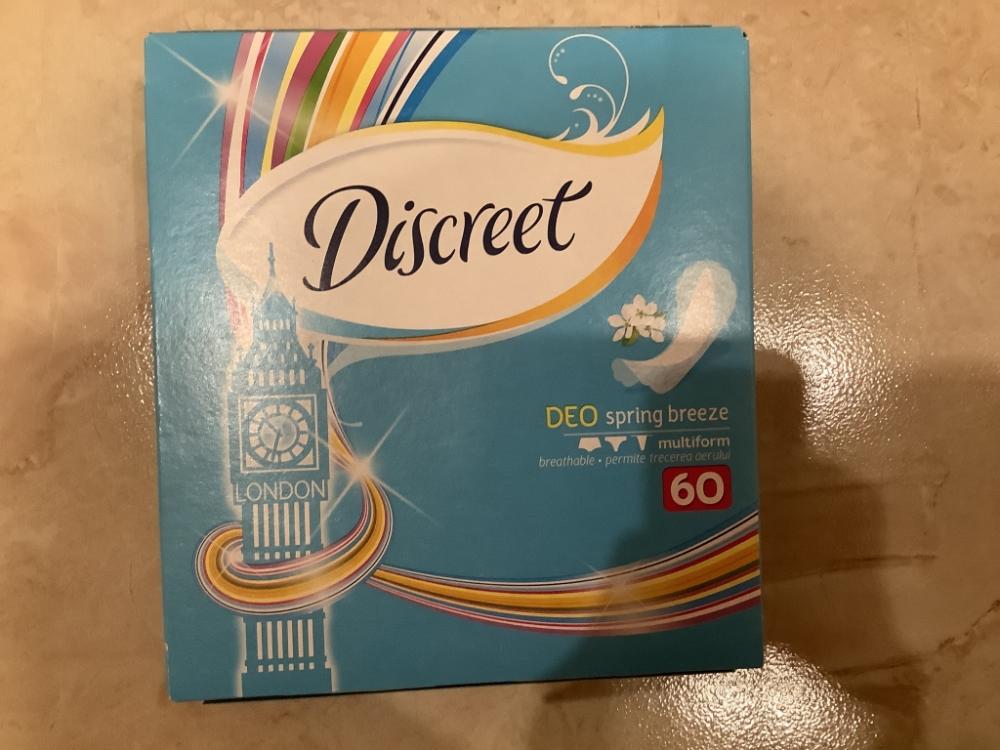 Discreet
DEO spring breeze
multiform
breathable • permite trecerea aerului
60
LONDON